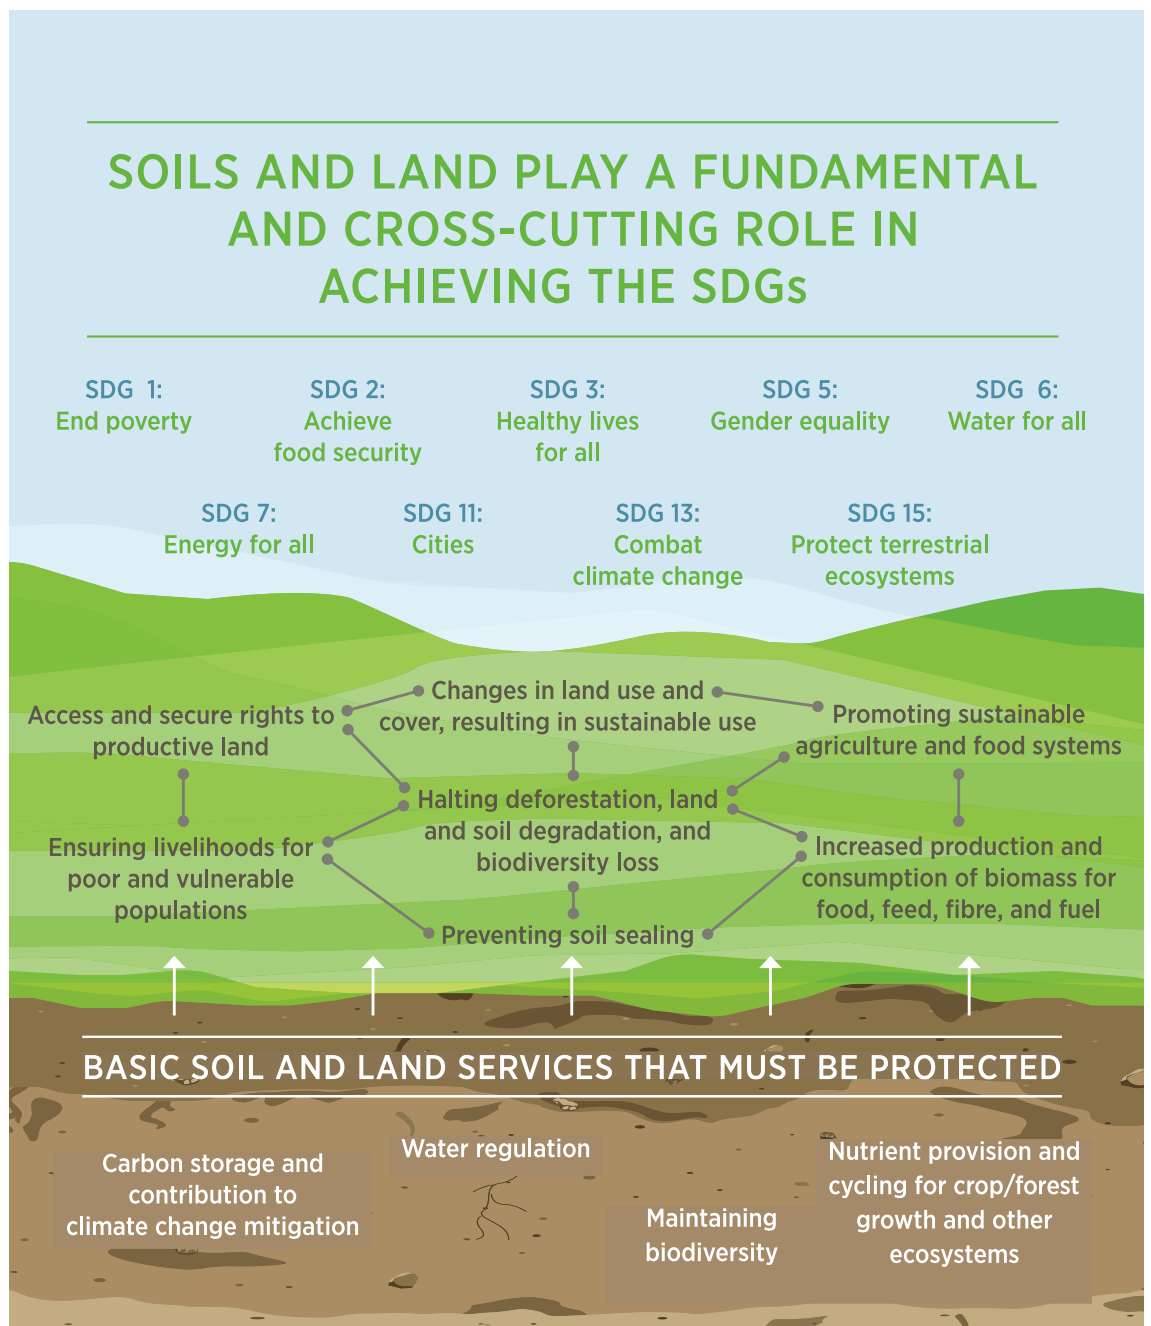 SOILS AND LAND PLAY A FUNDAMENTAL
AND CROSS-CUTTING ROLE IN
ACHIEVING THE SDGs
SDG 1:
End poverty
SDG 2:
Achieve
food security
SDG 3:
Healthy lives
for all
SDG 5:
Gender equality
SDG 6:
Water for all
SDG 7:
Energy for all
SDG 11:
Cities
SDG 13:
Combat
climate change
SDG 15:
Protect terrestrial
ecosystems
Access and secure rights to
productive land
Changes in land use and
cover, resulting in sustainable use
Promoting sustainable
agriculture and food systems
Halting deforestation, land
and soil degradation, and
biodiversity loss
Ensuring livelihoods for
poor and vulnerable
populations
Increased production and
consumption of biomass for
food, feed, fibre, and fuel
Preventing soil sealing
BASIC SOIL AND LAND SERVICES THAT MUST BE PROTECTED
Carbon storage and
contribution to
climate change mitigation
Water regulation
Maintaining
biodiversity
Nutrient provision and
cycling for crop/forest
growth and other
ecosystems